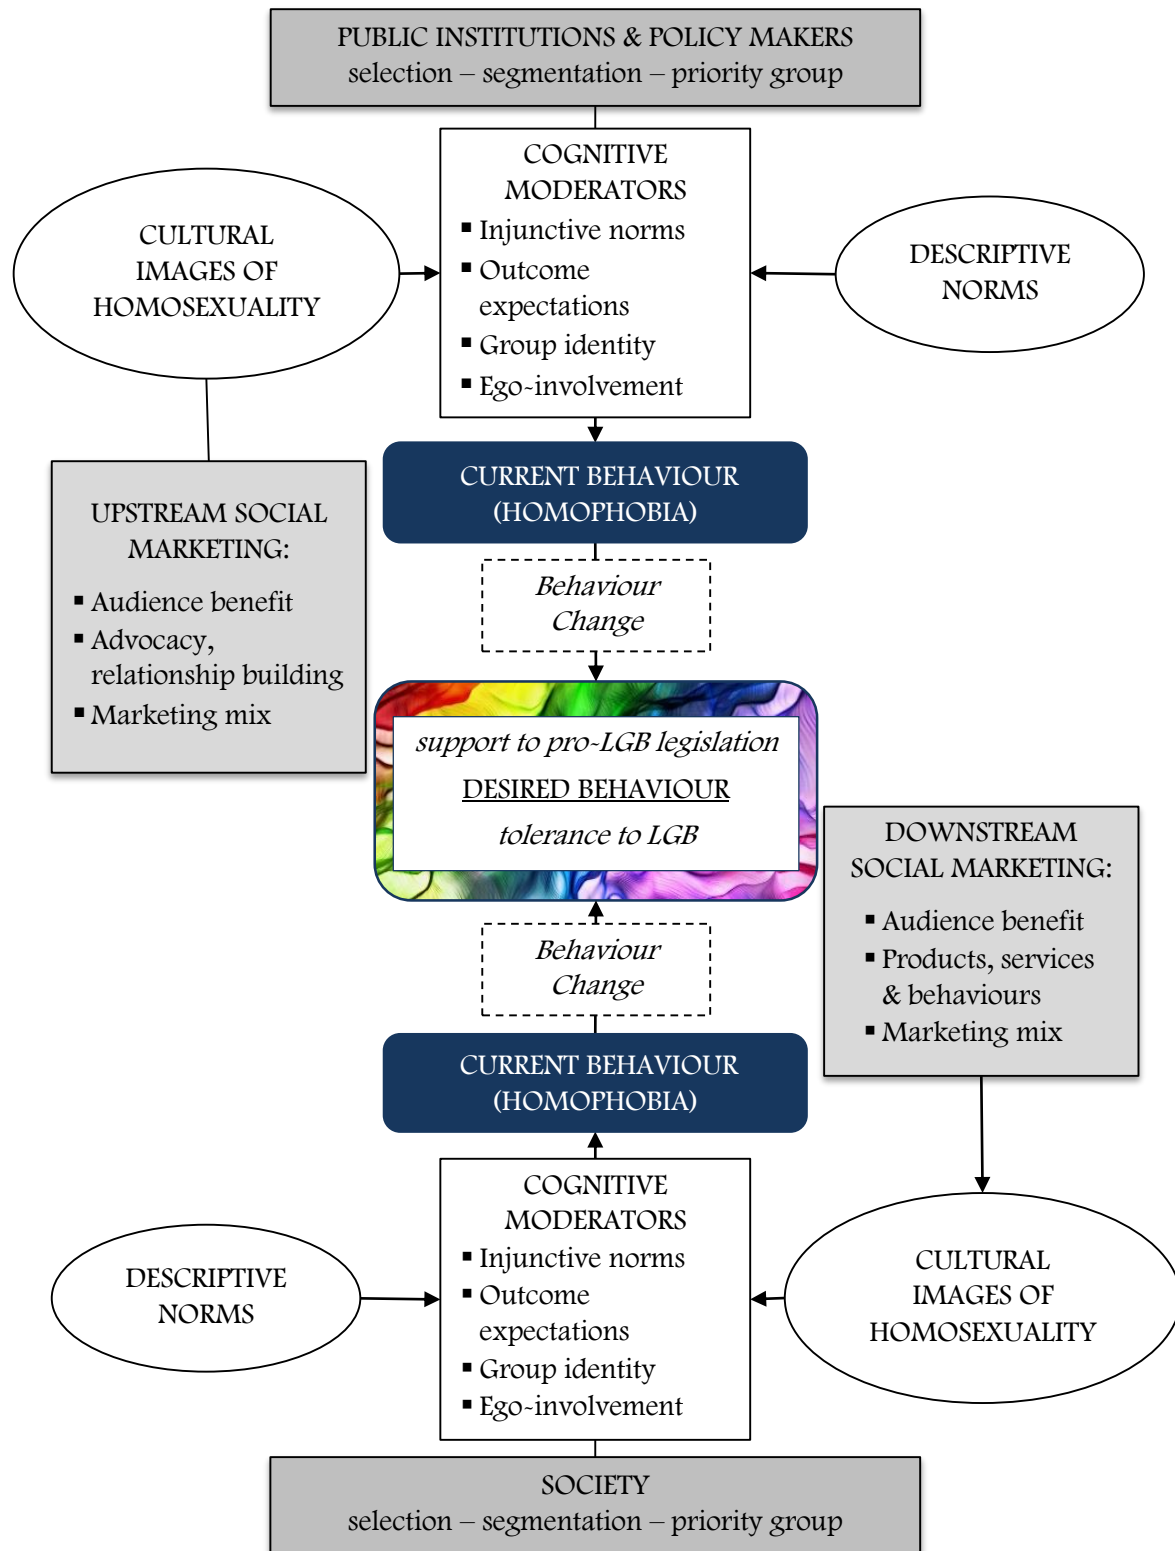 PUBLIC INSTITUTIONS & POLICY MAKERS
selection – segmentation – priority group
COGNITIVE
MODERATORS
▪ Injunctive norms
▪ Outcome
expectations
▪ Group identity
▪ Ego-involvement
CULTURAL
IMAGES OF
HOMOSEXUALITY
DESCRIPTIVE
NORMS
CURRENT BEHAVIOUR
(HOMOPHOBIA)
UPSTREAM SOCIAL
MARKETING:
▪ Audience benefit
▪ Advocacy,
relationship building
▪ Marketing mix
Behaviour
Change
support to pro-LGB legislation
DESIRED BEHAVIOUR
tolerance to LGB
DOWNSTREAM
SOCIAL MARKETING:
▪ Audience benefit
▪ Products, services
& behaviours
▪ Marketing mix
Behaviour
Change
CURRENT BEHAVIOUR
(HOMOPHOBIA)
COGNITIVE
MODERATORS
▪ Injunctive norms
▪ Outcome
expectations
▪ Group identity
▪ Ego-involvement
DESCRIPTIVE
NORMS
CULTURAL
IMAGES OF
HOMOSEXUALITY
SOCIETY
selection – segmentation – priority group